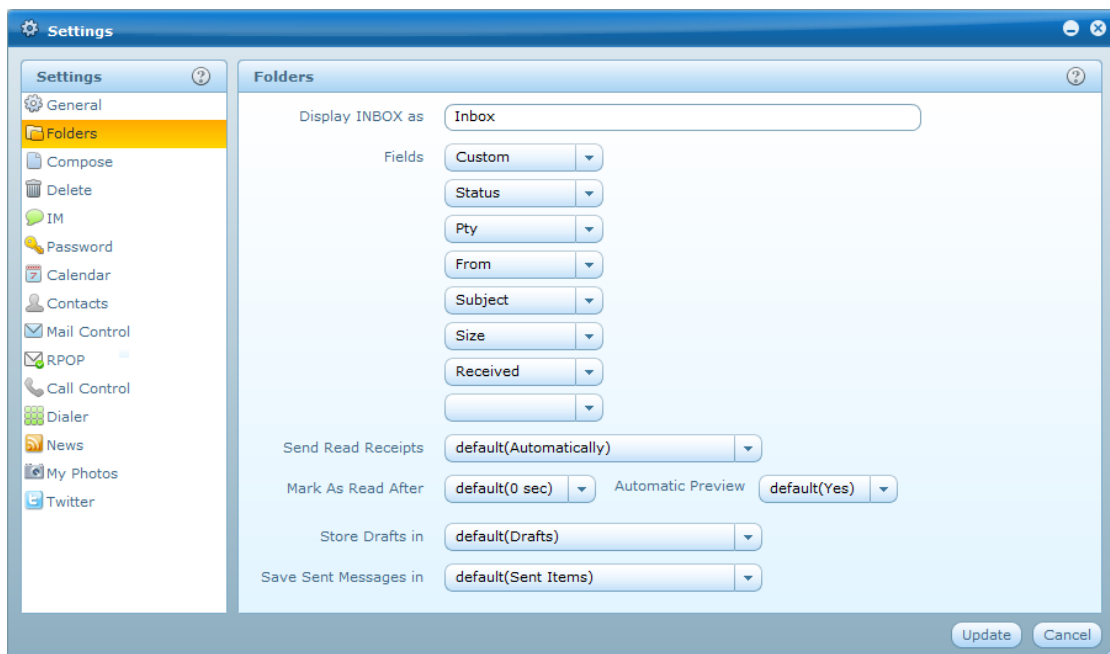 Settings
Settings
General
Folders
Compose
Delete
IM
Password
7 Calendar
Contacts
Mail Control
RPOP
Call Control
Dialer
News
My Photos
Twitter
Folders
Display INBOX as Inbox
Fields Custom
Status
Pty
From
Subject
Size
Received
Send Read Receipts default(Automatically)
Mark As Read After default(0 sec) Automatic Preview default(Yes)
Store Drafts in default(Drafts)
Save Sent Messages in default(Sent Items)
Update Cancel